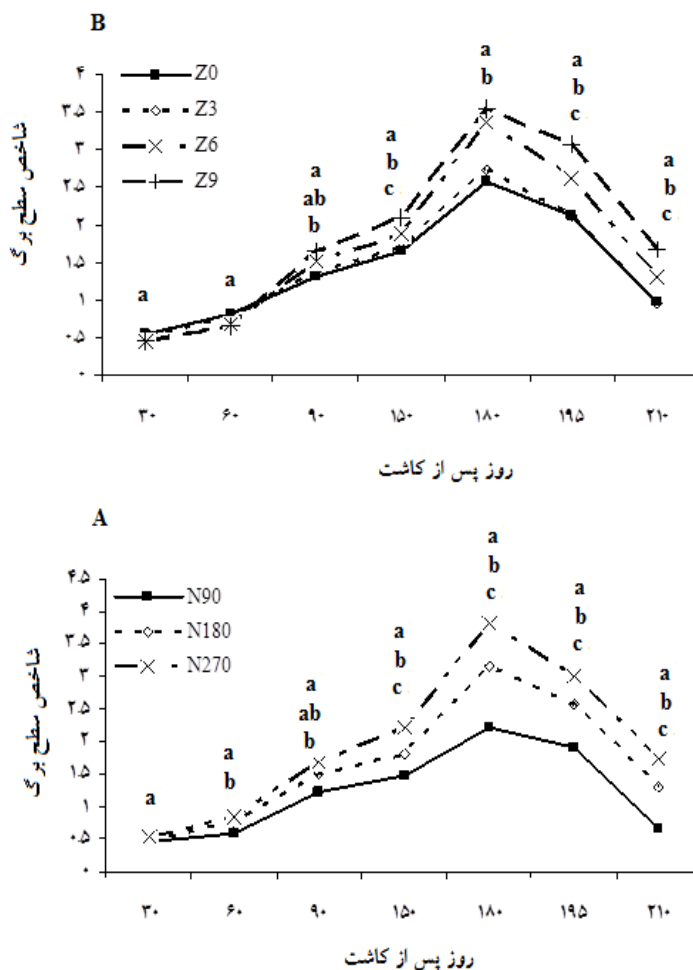 B
Z0
Z3
Z6
Z9
شاخص سطح برگ
۴
۳.۵
۳
۲.۵
۲
۱.۵
۱
۰.۵
۰
a
a
a
ab
b
a
b
c
a
b
a
b
c
a
b
c
۳۰ ۶۰ ۹۰ ۱۵۰ ۱۸۰ ۱۹۵ ۲۱۰
روز پس از کاشت
A
N90
N180
N270
شاخص سطح برگ
۴.۵
۴
۳.۵
۳
۲.۵
۲
۱.۵
۱
۰.۵
۰
a
a
b
a
ab
b
a
b
c
a
b
c
a
b
c
a
b
c
۳۰ ۶۰ ۹۰ ۱۵۰ ۱۸۰ ۱۹۵ ۲۱۰
روز پس از کاشت